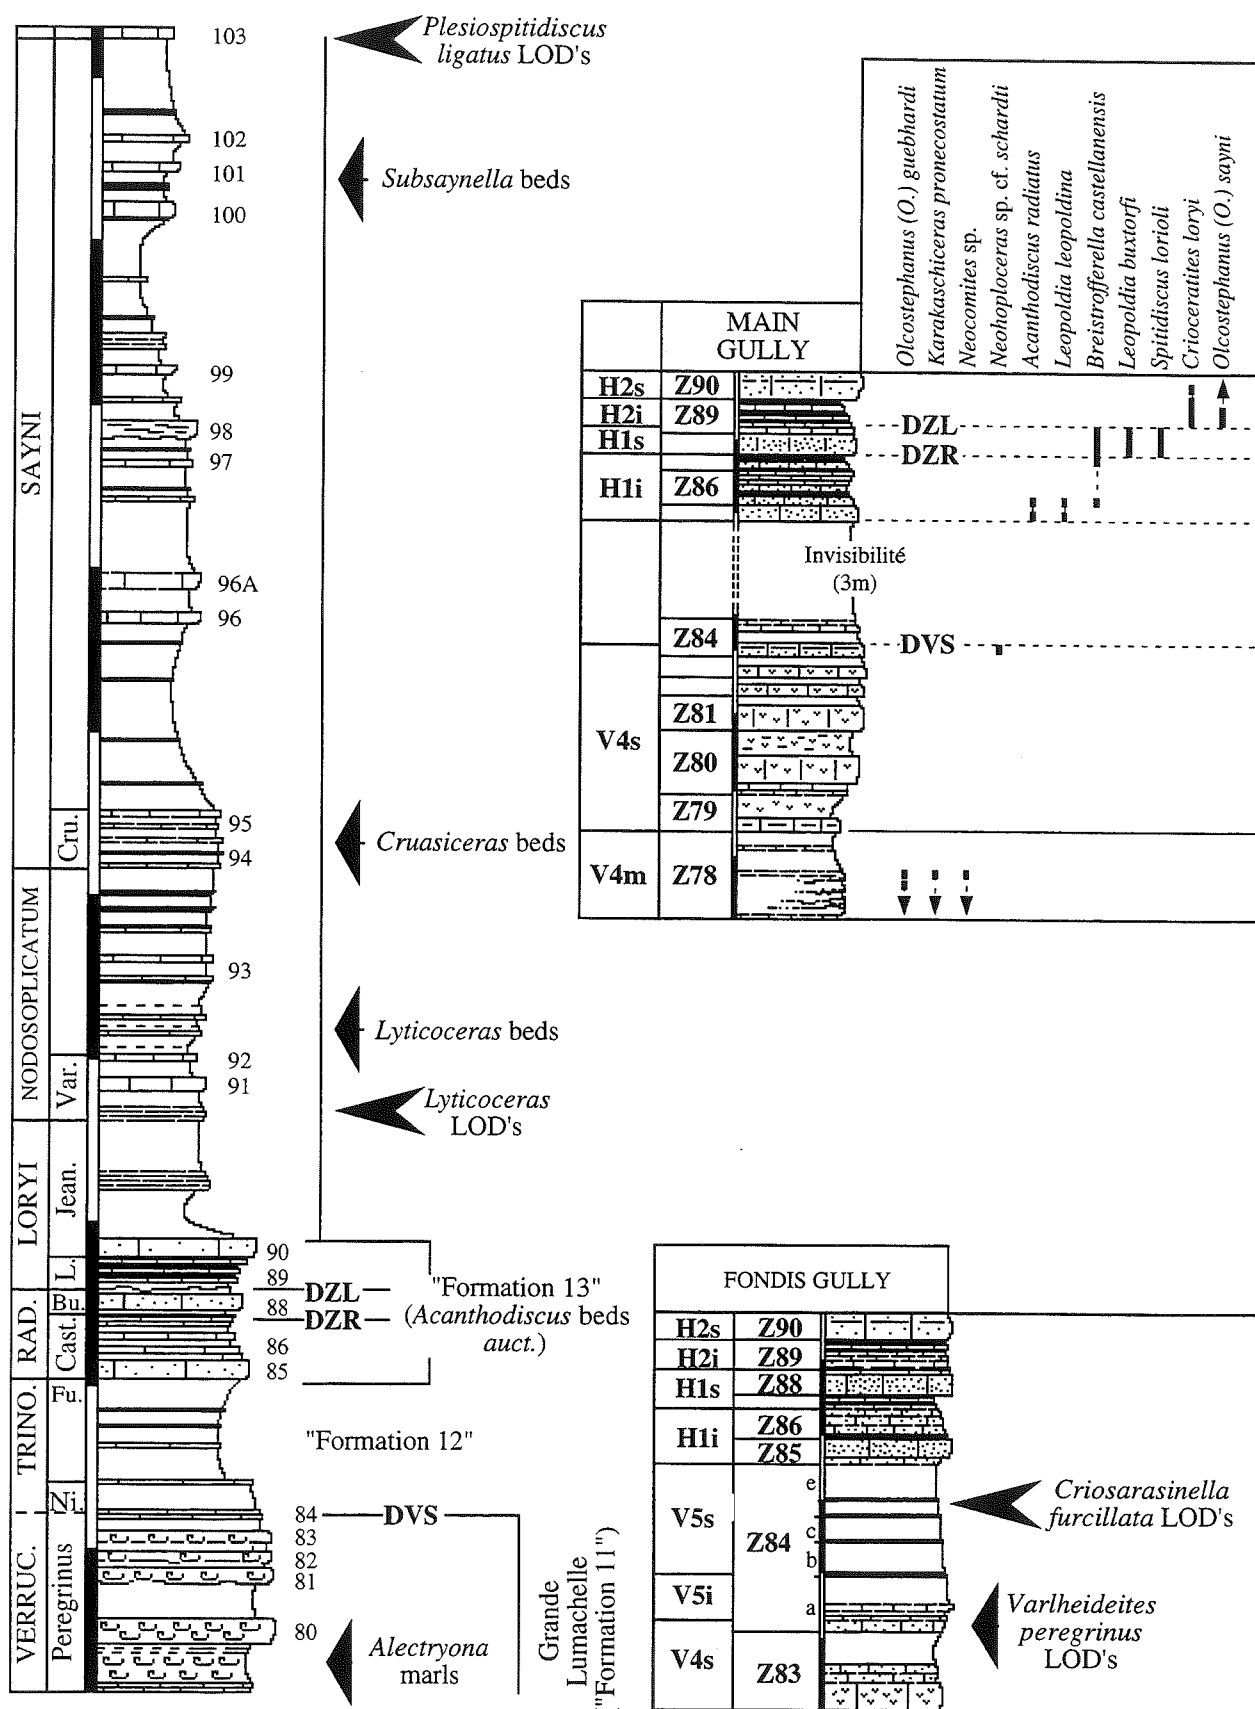 103
Plesiospitidiscus
ligatus LOD's
102
101
Subsaynella beds
100
99
98
97
96A
96
SAYNI
Cru.
95
94
Cruasiceras beds
NODOSOPLICATUM
93
Lyticoceras beds
92
Var.
91
Lyticoceras
LOD's
LORYI
Jean.
90
L.
89
DZL
RAD.
Bu.
88
DZR
Cast.
86
85
"Formation 13"
(Acanthodiscus beds
auct.)
TRINO.
Fu.
"Formation 12"
Ni.
84
DVS
83
82
81
VERRUC.
Peregrinus
80
Alectryona
marls
Grande
Lumachelle
("Formation 11")
Olcostephanus (O.) guebhardi
Karakaschiceras pronecostatum
Neocomites sp.
Neohoploceras sp. cf. schardti
Acanthodiscus radiatus
Leopoldia leopoldina
Breistrofferella castellanensis
Leopoldia buxtorfi
Spitidiscus lorioli
Crioceratites loryi
Olcostephanus (O.) sayni
MAIN
GULLY
H2s Z90
H2i Z89
DZL
H1s
DZR
H1i Z86
Invisibilité
(3m)
Z84
DVS
V4s
Z81
Z80
Z79
V4m Z78
FONDIS GULLY
H2s Z90
H2i Z89
H1s Z88
H1i
Z86
Z85
V5s
Z84
e
c
b
Criosarasinella
furcillata LOD's
V5i
a
Varlheideites
peregrinus
LOD's
V4s
Z83